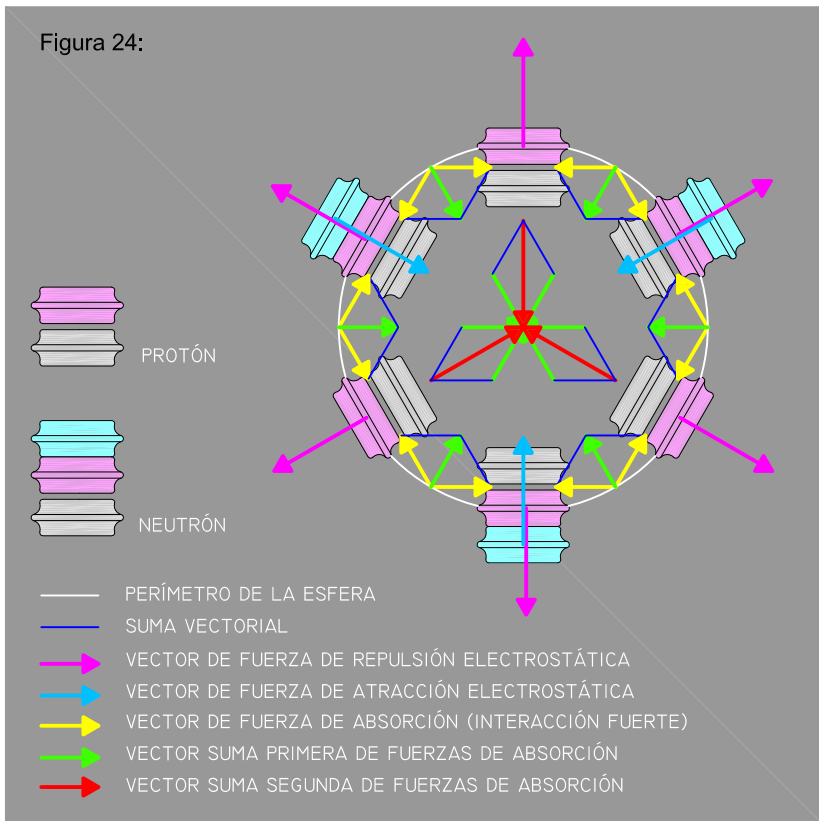 Figura 24:
PROTÓN
NEUTRÓN
PERÍMETRO DE LA ESFERA
SUMA VECTORIAL
VECTOR DE FUERZA DE REPULSIÓN ELECTROSTÁTICA
VECTOR DE FUERZA DE ATRACCIÓN ELECTROSTÁTICA
VECTOR DE FUERZA DE ABSORCIÓN (INTERACCIÓN FUERTE)
VECTOR SUMA PRIMERA DE FUERZAS DE ABSORCIÓN
VECTOR SUMA SEGUNDA DE FUERZAS DE ABSORCIÓN